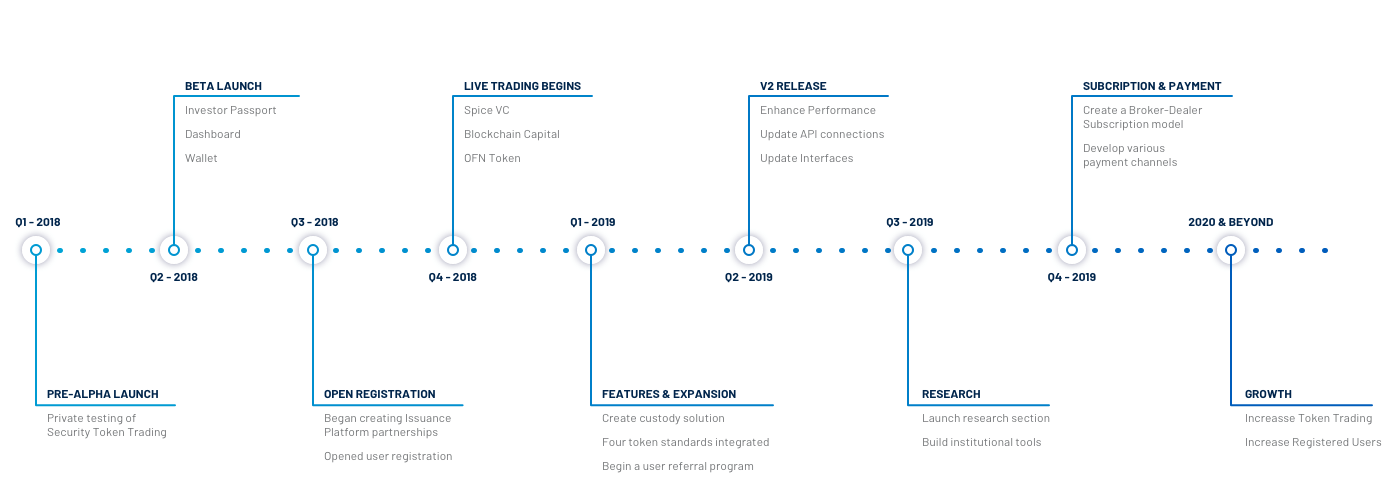 BETA LAUNCH
Investor Passport
Dashboard
Wallet
LIVE TRADING BEGINS
Spice VC
Blockchain Capital
OFN Token
V2 RELEASE
Enhance Performance
Update API connections
Update Interfaces
SUBCRIPTION & PAYMENT
Create a Broker-Dealer
Subscription model
Develop various
payment channels
Q1 - 2018
Q2 - 2018
Q3 - 2018
Q4 - 2018
Q1 - 2019
Q2 - 2019
Q3 - 2019
Q4 - 2019
2020 & BEYOND
PRE-ALPHA LAUNCH
Private testing of
Security Token Trading
OPEN REGISTRATION
Began creating Issuance
Platform partnerships
Opened user registration
FEATURES & EXPANSION
Create custody solution
Four token standards integrated
Begin a user referral program
RESEARCH
Launch research section
Build institutional tools
GROWTH
Increasse Token Trading
Increasse Registered Users